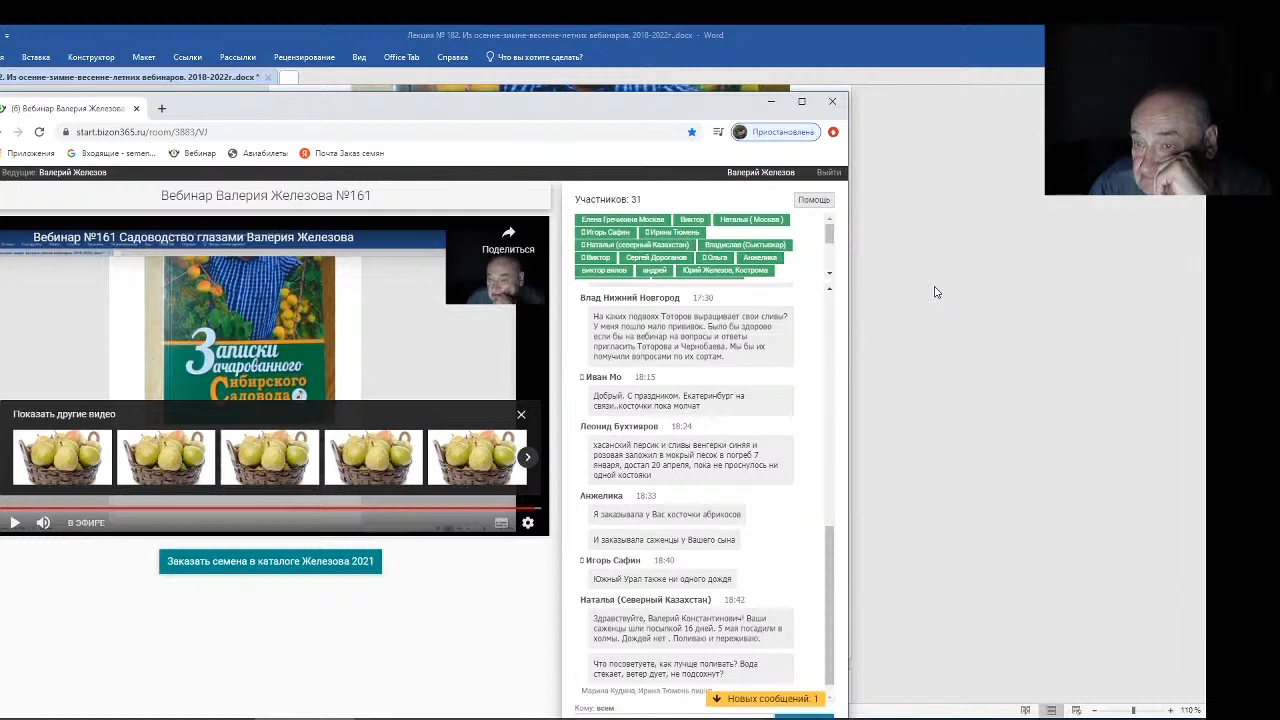 Лекция № 182. Из осенне-зимне-весенне-летних вебинаров. 2018-2022г..docx - Word
Вставка Конструктор Макет Ссылки Рассылки Рецензирование Вид Office Tab Справка Что вы хотите сделать?
2. Из осенне-зимне-весенне-летних вебинаров. 2018-2022г..docx *
(6) Вебинар Валерия Железова
start.bizon365.ru/room/3883/VJ
Приостановлена
Приложения Входящие - semen... Вебинар Авиабилеты Почта Заказ семян
Ведущие: Валерий Железов
Валерий Железов Выйти
Вебинар Валерия Железова №161
Вебинар №161 Садоводство глазами Валерия Железова
Поделиться
Записки
Зачарованного
Сибирского
Садовода
2
Показать другие видео
В ЭФИРЕ
Заказать семена в каталоге Железова 2021
Участников: 31
Помощь
Елена Гречихина Москва Виктор Наталья ( Москва )
Игорь Сафин Ирина Тюмень
Наталья (северный Казахстан) Владислав (Сыктывкар)
Виктор Сергей Дороганов Ольга Анжелика
виктор вялов андрей Юрий Железов, Кострома
Влад Нижний Новгород 17:30
На каких подвоях Тоторов выращивает свои сливы?
У меня пошло мало прививок. Было бы здорово
если бы на вебинар на вопросы и ответы
пригласить Тоторова и Чернобаева. Мы бы их
помучили вопросами по их сортам.
Иван Мо 18:15
Добрый. С праздником. Екатеринбург на
связи..косточки пока молчат
Леонид Бухтияров 18:24
хасанский персик и сливы венгерки синяя и
розовая заложил в мокрый песок в погреб 7
января, достал 20 апреля, пока не проснулось ни
одной костояки
Анжелика 18:33
Я заказывала у Вас косточки абрикосов
И заказывала саженцы у Вашего сына
Игорь Сафин 18:40
Южный Урал также ни одного дождя
Наталья (Северный Казахстан) 18:42
Здравствуйте, Валерий Константинович! Ваши
саженцы шли посылкой 16 дней. 5 мая посадили в
холмы. Дождей нет . Поливаю и переживаю.
Что посоветуете, как лучше поливать? Вода
стекает, ветер дует, не подсохнут?
Марина Кудина, Ирина Тюмень
Новых сообщений: 1
Кому: всем
110 %